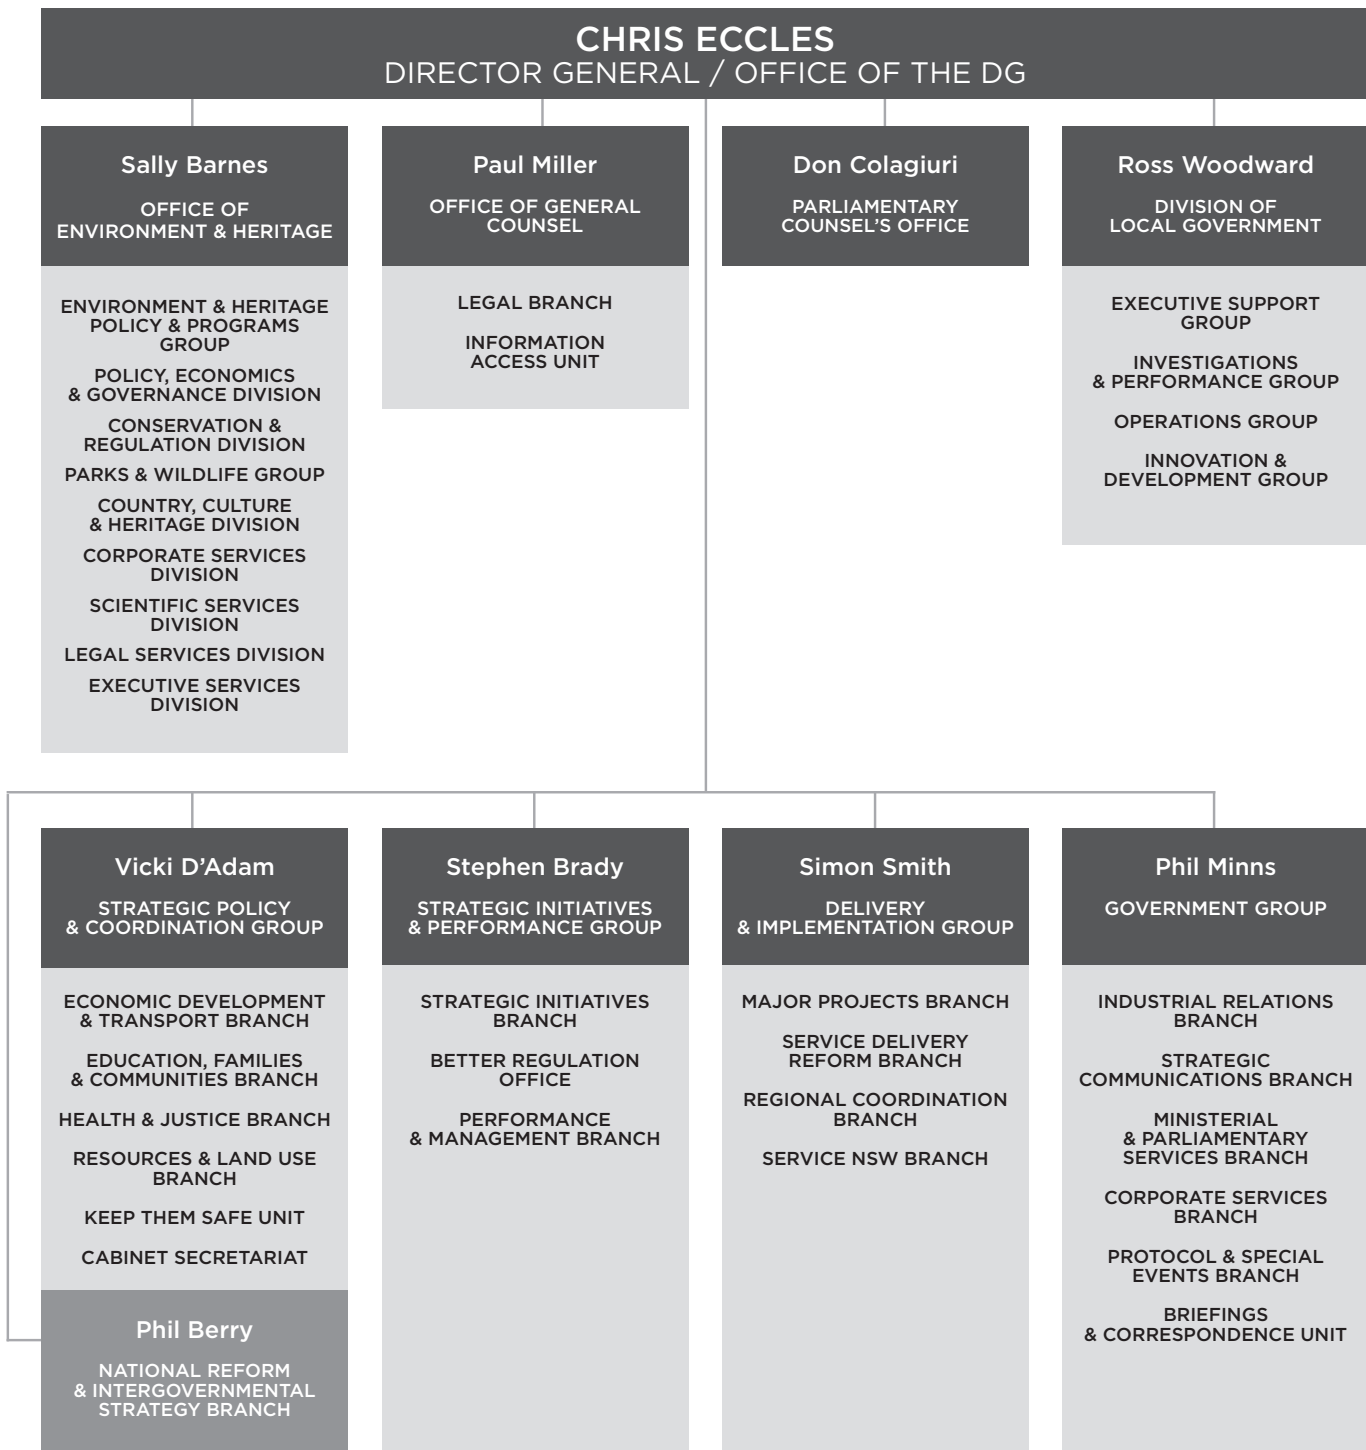 CHRIS ECCLES
DIRECTOR GENERAL / OFFICE OF THE DG
Sally Barnes
OFFICE OF
ENVIRONMENT & HERITAGE
ENVIRONMENT & HERITAGE
POLICY & PROGRAMS
GROUP
POLICY, ECONOMICS
& GOVERNANCE DIVISION
CONSERVATION &
REGULATION DIVISION
PARKS & WILDLIFE GROUP
COUNTRY, CULTURE
& HERITAGE DIVISION
CORPORATE SERVICES
DIVISION
SCIENTIFIC SERVICES
DIVISION
LEGAL SERVICES DIVISION
EXECUTIVE SERVICES
DIVISION
Paul Miller
OFFICE OF GENERAL
COUNSEL
LEGAL BRANCH
INFORMATION
ACCESS UNIT
Don Colagiuri
PARLIAMENTARY
COUNSEL'S OFFICE
Ross Woodward
DIVISION OF
LOCAL GOVERNMENT
EXECUTIVE SUPPORT
GROUP
INVESTIGATIONS
& PERFORMANCE GROUP
OPERATIONS GROUP
INNOVATION &
DEVELOPMENT GROUP
Vicki D'Adam
STRATEGIC POLICY
& COORDINATION GROUP
ECONOMIC DEVELOPMENT
& TRANSPORT BRANCH
EDUCATION, FAMILIES
& COMMUNITIES BRANCH
HEALTH & JUSTICE BRANCH
RESOURCES & LAND USE
BRANCH
KEEP THEM SAFE UNIT
CABINET SECRETARIAT
Phil Berry
NATIONAL REFORM
& INTERGOVERNMENTAL
STRATEGY BRANCH
Stephen Brady
STRATEGIC INITIATIVES
& PERFORMANCE GROUP
STRATEGIC INITIATIVES
BRANCH
BETTER REGULATION
OFFICE
PERFORMANCE
& MANAGEMENT BRANCH
Simon Smith
DELIVERY
& IMPLEMENTATION GROUP
MAJOR PROJECTS BRANCH
SERVICE DELIVERY
REFORM BRANCH
REGIONAL COORDINATION
BRANCH
SERVICE NSW BRANCH
Phil Minns
GOVERNMENT GROUP
INDUSTRIAL RELATIONS
BRANCH
STRATEGIC
COMMUNICATIONS BRANCH
MINISTERIAL
& PARLIAMENTARY
SERVICES BRANCH
CORPORATE SERVICES
BRANCH
PROTOCOL & SPECIAL
EVENTS BRANCH
BRIEFINGS
& CORRESPONDENCE UNIT